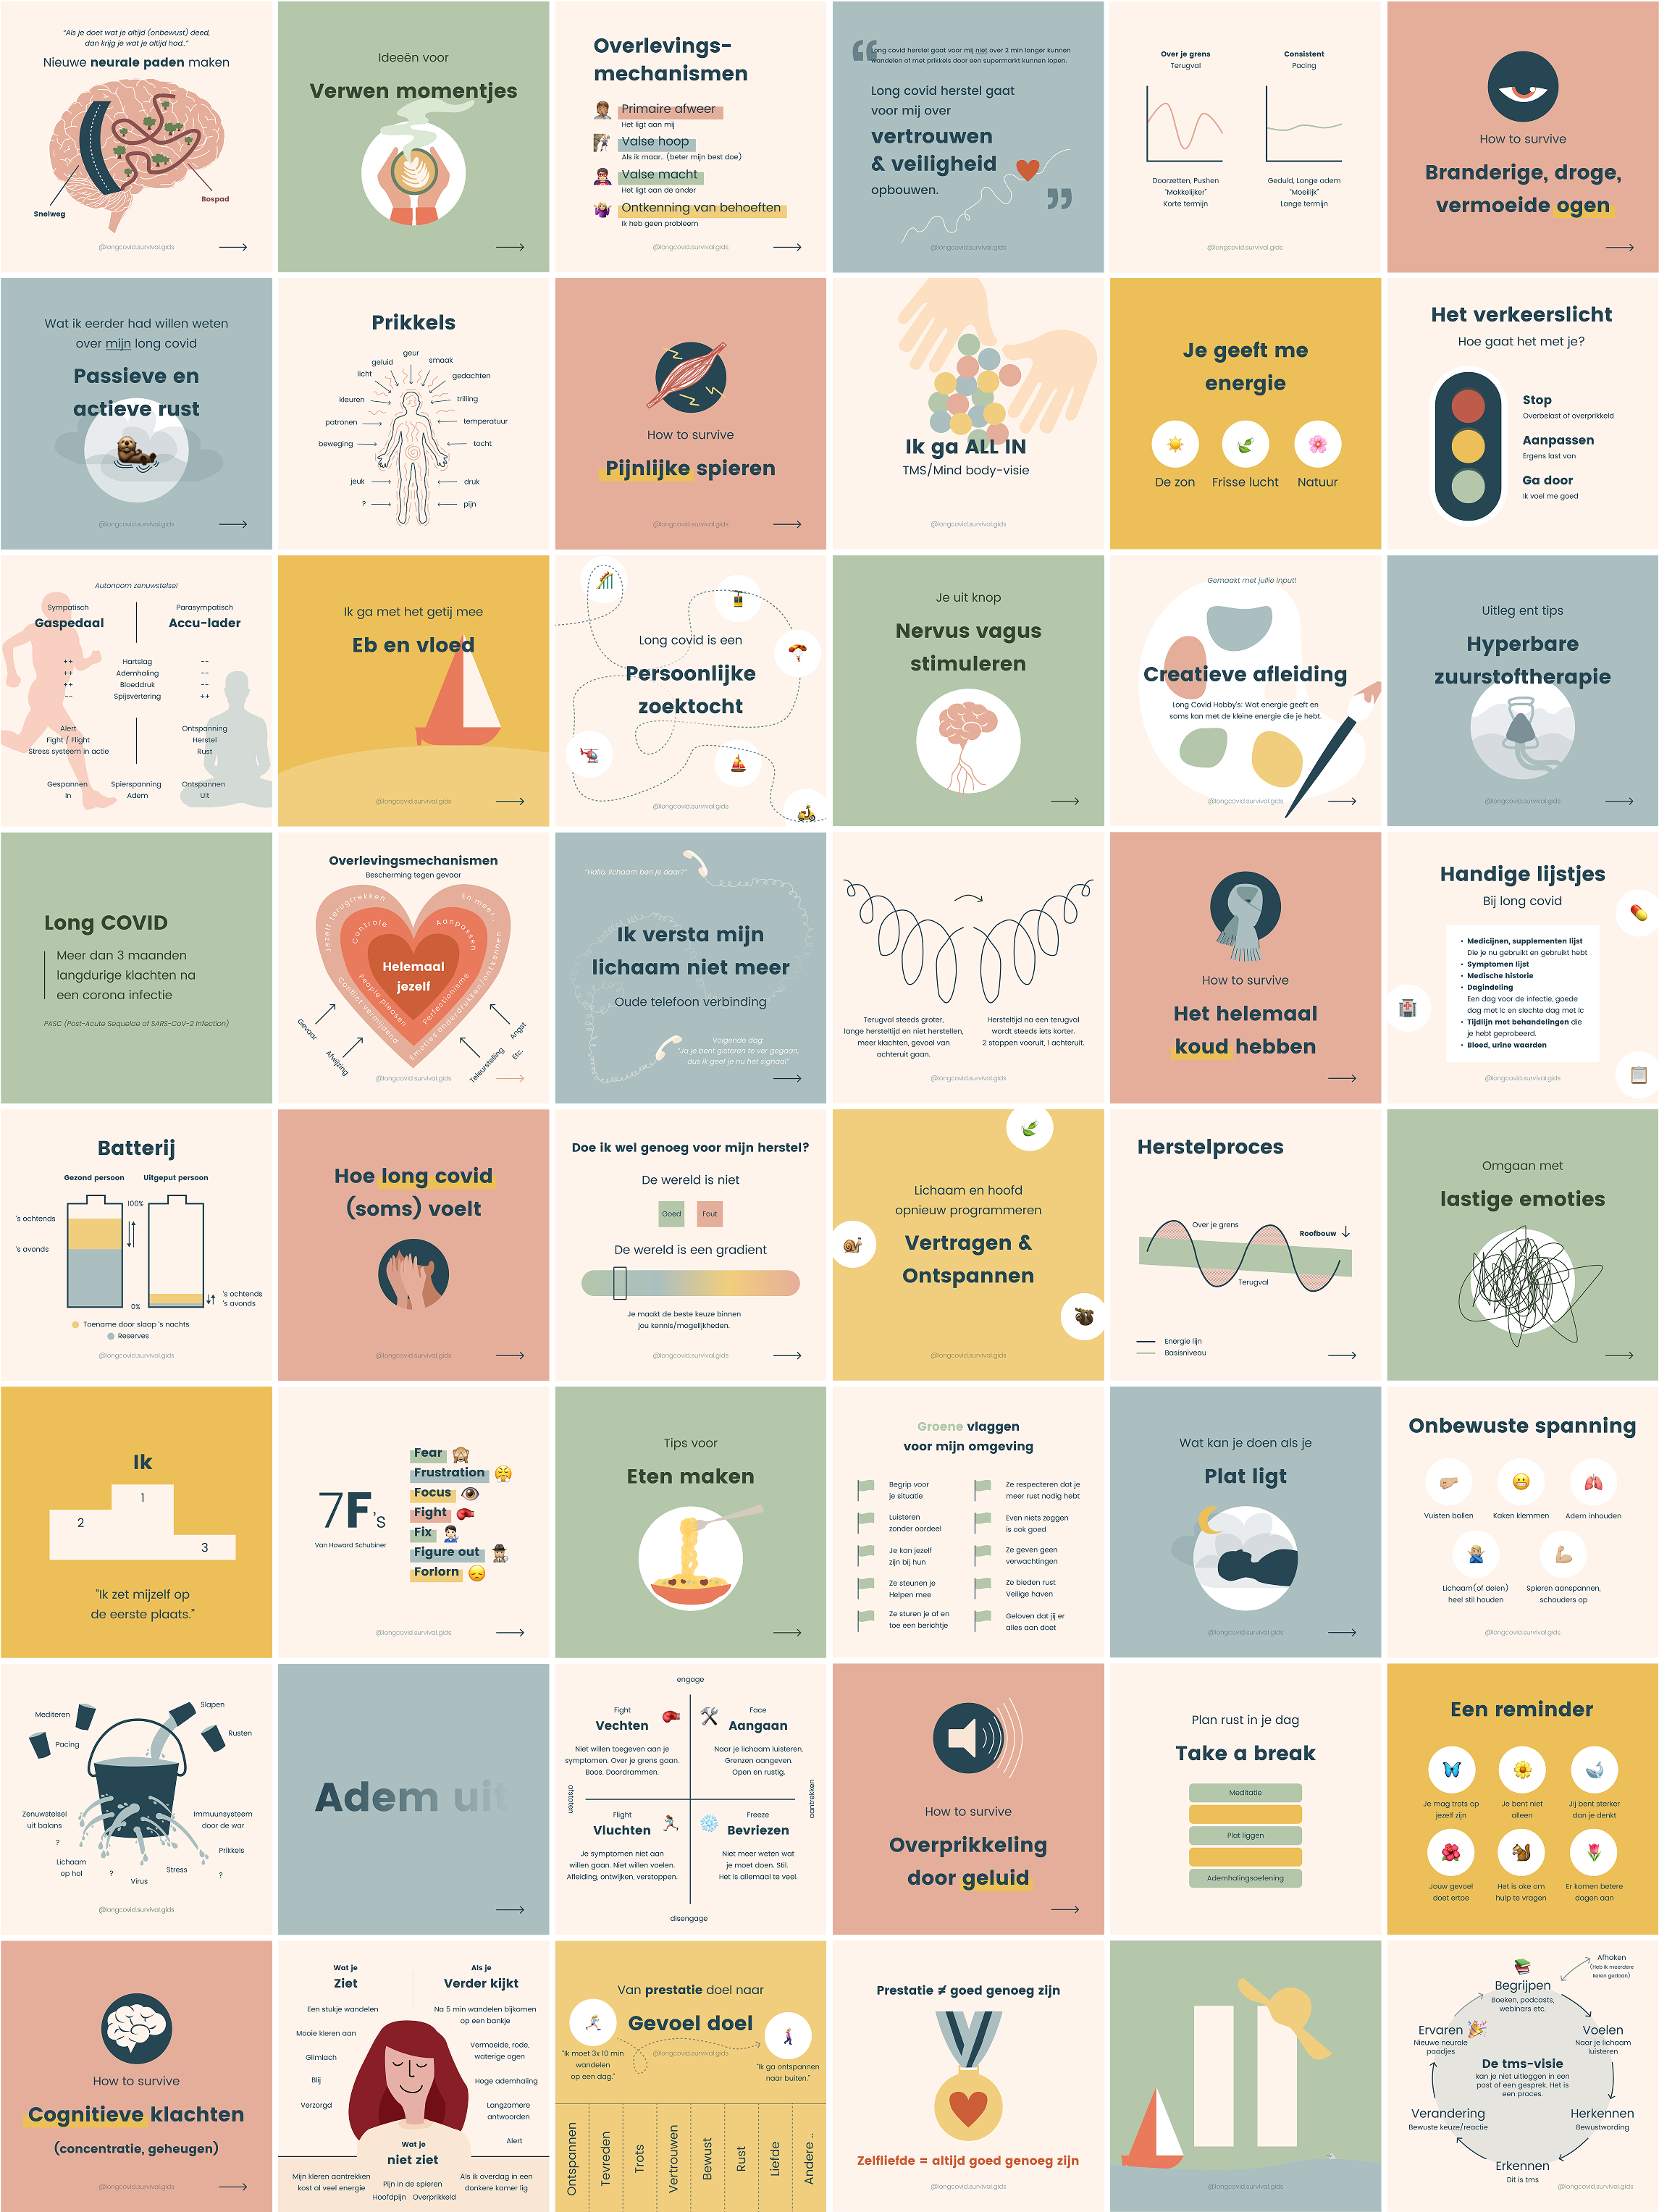 “Als je doet wat je altijd (onbewust) deed,
dan krijg je wat je altijd had..”
Nieuwe neurale paden maken
Snelweg
Bospad
@longcovid.survival.gids
Ideeën voor
Verwen momentjes
Overlevings-
mechanismen
Primaire afweer
Het ligt aan mij
Valse hoop
Als ik maar.. (beter mijn best doe)
Valse macht
Het ligt aan de ander
Ontkenning van behoeften
Ik heb geen probleem
@longcovid.survival.gids
“
Long covid herstel gaat voor mij niet over 2 min langer kunnen
wandelen of met prikkels door een supermarkt kunnen lopen.
Long covid herstel gaat
voor mij over
vertrouwen
& veiligheid
opbouwen.
”
@longcovid.survival.gids
Over je grens
Terugval
Consistent
Pacing
Doorzetten, Pushen
"Makkelijker"
Korte termijn
Geduld, Lange adem
"Moeilijk"
Lange termijn
@longcovid.survival.gids
How to survive
Branderige, droge,
vermoeide ogen
Wat ik eerder had willen weten
over mijn long covid
Passieve en
actieve rust
@longcovid.survival.gids
Prikkels
geur
geluid
smaak
licht
gedachten
kleuren
trilling
patronen
temperatuur
beweging
tocht
jeuk
druk
?
pijn
How to survive
Pijnlijke spieren
@longcovid.survival.gids
Ik ga ALL IN
TMS/Mind body-visie
@longcovid.survival.gids
Je geeft me
energie
De zon
Frisse lucht
Natuur
Het verkeerslicht
Hoe gaat het met je?
Stop
Overbelast of overprikkeld
Aanpassen
Ergens last van
Ga door
Ik voel me goed
Autonoom zenuwstelsel
Sympatisch
Gaspedaal
Parasympatisch
Accu-lader
++ Hartslag --
++ Ademhaling --
++ Bloeddruk --
-- Spijsvertering ++
Alert
Fight / Flight
Stress systeem in actie
Ontspanning
Herstel
Rust
Gespannen Spierspanning Ontspannen
In Adem Uit
Ik ga met het getij mee
Eb en vloed
@longcovid.survival.gids
Long covid is een
Persoonlijke
zoektocht
@longcovid.survival.gids
Je uit knop
Nervus vagus
stimuleren
Gemaakt met jullie input!
Creatieve afleiding
Long Covid Hobby's: Wat energie geeft en
soms kan met de kleine energie die je hebt.
@longcovid.survival.gids
Uitleg ent tips
Hyperbare
zuurstoftherapie
@longcovid.survival.gids
Long COVID
Meer dan 3 maanden
langdurige klachten na
een corona infectie
PASC (Post-Acute Sequelae of SARS-CoV-2 Infection)
Overlevingsmechanismen
Bescherming tegen gevaar
Jezelf terugtrekken
En meer..
Controle
Aanpassen
Helemaal
jezelf
People pleasen
Perfectionisme
Conflict vermijdend
Emoties onderdrukken/ontkennen
Gevaar
Afwijzing
Teleurstelling
Angst
Etc.
@longcovid.survival.gids
"Hallo, lichaam ben je daar?"
Ik versta mijn
lichaam niet meer
Oude telefoon verbinding
Volgende dag:
"Ja je bent gisteren te ver gegaan,
dus ik geef je nu het signaal"
@longcovid.survival.gids
Terugval steeds groter,
lange hersteltijd en niet herstellen,
meer klachten, gevoel van
achteruit gaan.
Hersteltijd na een terugval
wordt steeds iets korter.
2 stappen vooruit, 1 achteruit.
@longcovid.survival.gids
How to survive
Het helemaal
koud hebben
@longcovid.survival.gids
Handige lijstjes
Bij long covid
• Medicijnen, supplementen lijst
Die je nu gebruikt en gebruikt hebt
• Symptomen lijst
• Medische historie
• Dagindeling
Een dag voor de infectie, goede
dag met lc en slechte dag met lc
• Tijdlijn met behandelingen die
je hebt geprobeerd.
• Bloed, urine waarden
@longcovid.survival.gids
Batterij
Gezond persoon
Uitgeput persoon
100%
's ochtends
's avonds
0%
's ochtends
's avonds
Toename door slaap 's nachts
Reserves
@longcovid.survival.gids
Hoe long covid
(soms) voelt
@longcovid.survival.gids
Doe ik wel genoeg voor mijn herstel?
De wereld is niet
Goed
Fout
De wereld is een gradient
Je maakt de beste keuze binnen
jou kennis/mogelijkheden.
@longcovid.survival.gids
Lichaam en hoofd
opnieuw programmeren
Vertragen &
Ontspannen
@longcovid.survival.gids
Herstelproces
Over je grens
Roofbouw
Terugval
Energie lijn
Basisniveau
Omgaan met
lastige emoties
Ik
1
2
3
"Ik zet mijzelf op
de eerste plaats."
7F's
Van Howard Schubiner
Fear
Frustration
Focus
Fight
Fix
Figure out
Forlorn
@longcovid.survival.gids
Tips voor
Eten maken
Groene vlaggen
voor mijn omgeving
Begrip voor
je situatie
Luisteren
zonder oordeel
Je kan jezelf
zijn bij hun
Ze steunen je
Helpen mee
Ze sturen je af en
toe een berichtje
Ze respecteren dat je
meer rust nodig hebt
Even niets zeggen
is ook goed
Ze geven geen
verwachtingen
Ze bieden rust
Veilige haven
Geloven dat jij er
alles aan doet
@longcovid.survival.gids
Wat kan je doen als je
Plat ligt
@longcovid.survival.gids
Onbewuste spanning
Vuisten ballen
Kaken klemmen
Adem inhouden
Lichaam(of delen)
heel stil houden
Spieren aanspannen,
schouders op
@longcovid.survival.gids
Mediteren
Pacing
Slapen
Rusten
Zenuwstelsel
uit balans
?
Lichaam
op hol
?
Virus
Stress
Immuunsysteem
door de war
Prikkels
?
@longcovid.survival.gids
Adem uit
engage
Fight
Vechten
Niet willen toegeven aan je
symptomen. Over je grens gaan.
Boos. Doordrammen.
Face
Aangaan
Naar je lichaam luisteren.
Grenzen aangeven.
Open en rustig.
afstoten
aantrekken
Flight
Vluchten
Je symptomen niet aan
willen gaan. Niet willen voelen.
Afleiding, ontwijken, verstoppen.
Freeze
Bevriezen
Niet meer weten wat
je moet doen. Stil.
Het is allemaal te veel.
disengage
How to survive
Overprikkeling
door geluid
Plan rust in je dag
Take a break
Meditatie
Plat liggen
Ademhalingsoefening
Een reminder
Je mag trots op
jezelf zijn
Je bent niet
alleen
Jij bent sterker
dan je denkt
Jouw gevoel
doet ertoe
Het is oke om
hulp te vragen
Er komen betere
dagen aan
How to survive
Cognitieve klachten
(concentratie, geheugen)
Wat je
Ziet
Een stukje wandelen
Mooie kleren aan
Glimlach
Blij
Verzorgd
Als je
Verder kijkt
Na 5 min wandelen bijkomen
op een bankje
Vermoeide, rode,
waterige ogen
Hoge ademhaling
Langzamere
antwoorden
Alert
Wat je
niet ziet
Mijn kleren aantrekken
kost al veel energie
Pijn in de spieren
Hoofdpijn Overprikkeld
Als ik overdag in een
donkere kamer lig
Van prestatie doel naar
Gevoel doel
@longcovid.survival.gids
"Ik moet 3x 10 min
wandelen
op een dag."
"Ik ga ontspannen
naar buiten."
Ontspannen
Tevreden
Trots
Vertrouwen
Bewust
Rust
Liefde
Andere ..
Prestatie ≠ goed genoeg zijn
Zelfliefde = altijd goed genoeg zijn
@longcovid.survival.gids
@longcovid.survival.gids
Afhaken
(Heb ik meerdere
keren gedaan)
Begrijpen
Boeken, podcasts,
webinars etc.
Ervaren
Nieuwe neurale
paadjes
Voelen
Naar je lichaam
luisteren
De tms-visie
kan je niet uitleggen in een
post of een gesprek. Het is
een proces.
Verandering
Bewuste keuze/reactie
Herkennen
Bewustwording
Erkennen
Dit is tms
@longcovid.survival.gids